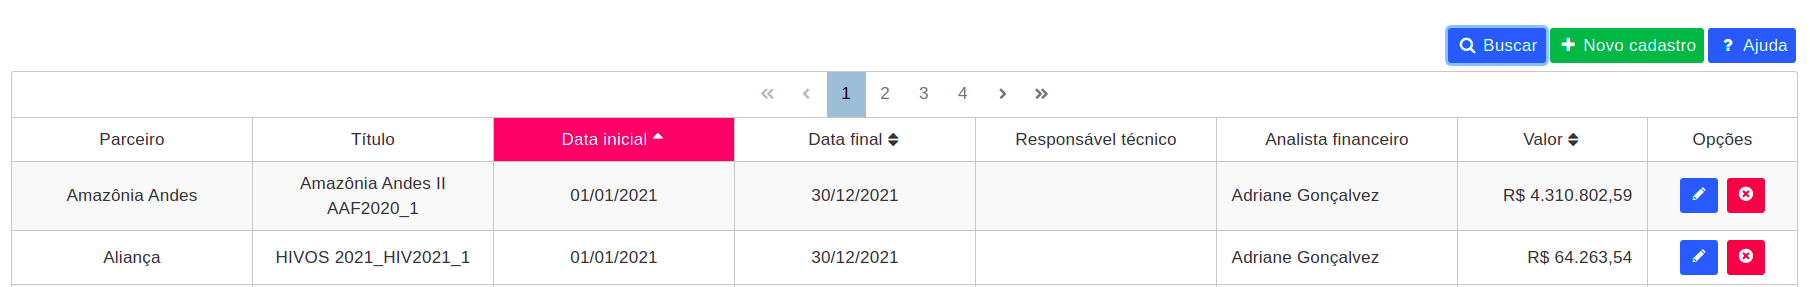 Buscar Novo cadastro ? Ajuda
« ‹ 1 2 3 4 › »
Parceiro Título Data inicial Data final Responsável técnico Analista financeiro Valor Opções
Amazônia Andes Amazônia Andes II AAF2020_1 01/01/2021 30/12/2021 Adriane Gonçalvez R$ 4.310.802,59
Aliança HIVOS 2021_HIV2021_1 01/01/2021 30/12/2021 Adriane Gonçalvez R$ 64.263,54